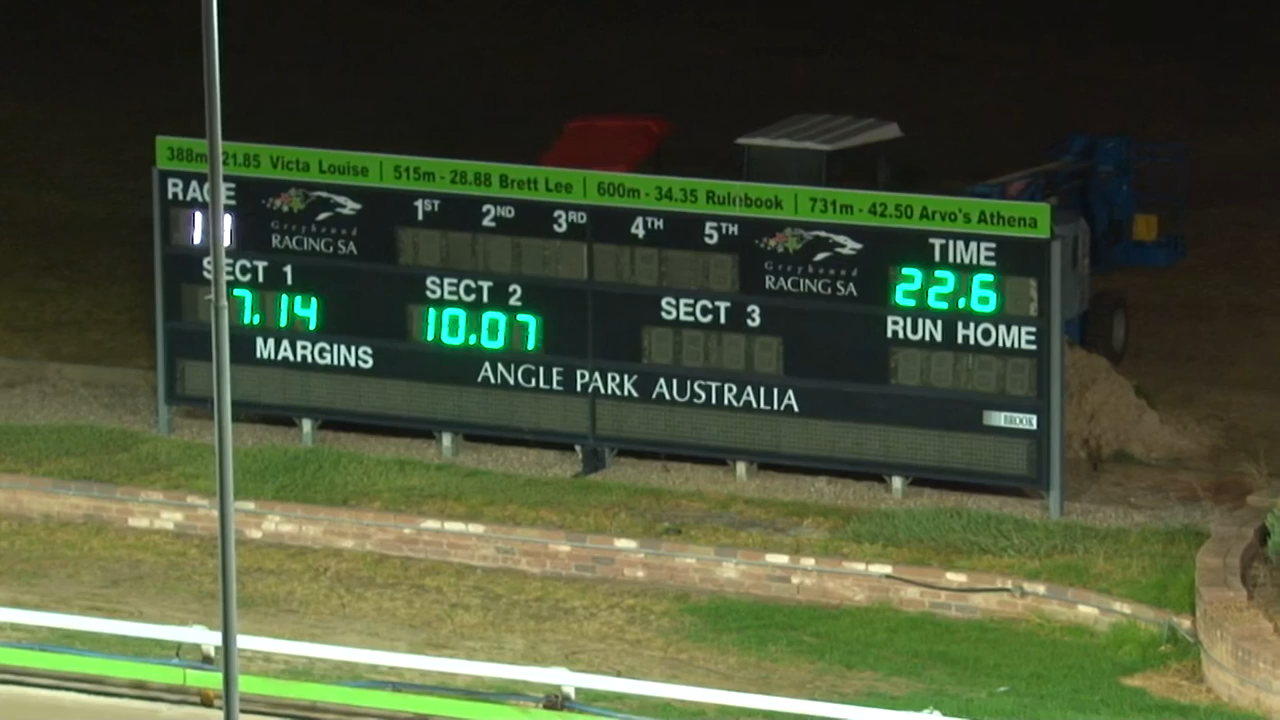 388m - 21.85 Victa Louise | 515m - 28.88 Brett Lee | 600m - 34.35 Rulebook | 731m - 42.50 Arvo's Athena
RACE
1ST 2ND 3RD 4TH 5TH
TIME
11
Greyhound
RACING SA
Greyhound
RACING SA
22.6
SECT 1 SECT 2 SECT 3 RUN HOME
7.14 10.07
MARGINS
ANGLE PARK AUSTRALIA
BROOK